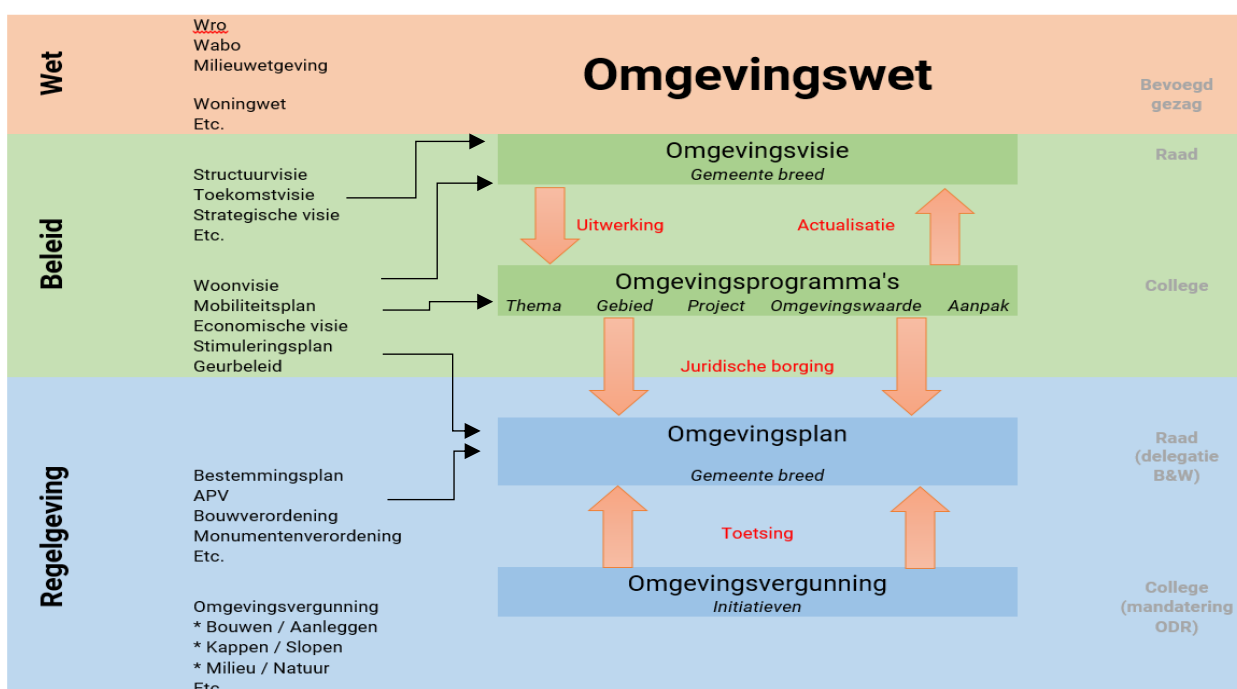 Wet
Wro
Wabo
Milieuwetgeving
Woningwet
Etc.
Omgevingswet
Bevoegd
gezag
Beleid
Structuurvisie
Toekomstvisie
Strategische visie
Etc.
Woonvisie
Mobiliteitsplan
Economische visie
Stimuleringsplan
Geurbeleid
Omgevingsvisie
Gemeente breed
Raad
Uitwerking
Actualisatie
Omgevingsprogramma's
Thema Gebied Project Omgevingswaarde Aanpak
College
Juridische borging
Regelgeving
Bestemmingsplan
APV
Bouwverordening
Monumentenverordening
Etc.
Omgevingsvergunning
* Bouwen / Aanleggen
* Kappen / Slopen
* Milieu / Natuur
Etc
Omgevingsplan
Gemeente breed
Raad
(delegatie
B&W)
Toetsing
Omgevingsvergunning
Initiatieven
College
(mandatering
ODR)